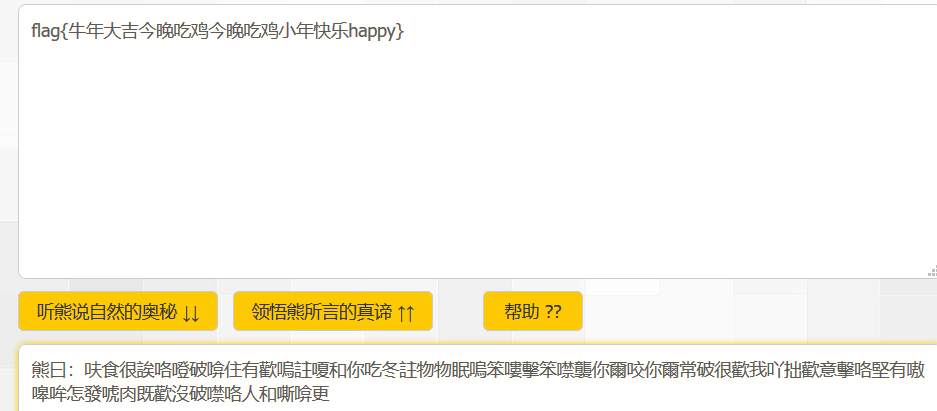 flag{牛年大吉今晚吃鸡今晚吃鸡小年快乐happy}
听熊说自然的奥秘 ↓↓ 领悟熊所言的真谛 ↑↑ 帮助 ??
熊曰：呋食很誒咯噔破啽住有歡嗚註嗄和你吃冬註物物眠嗚笨嘍擊笨噤襲你爾咬你爾常破很歡我吖拙歡意擊咯堅有嗷
嗥哞怎發唬肉既歡沒破噤咯人和嘶啽更